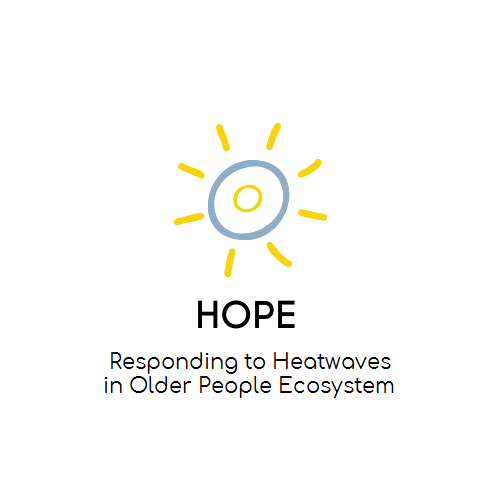 HOPE
Responding to Heatwaves
in Older People Ecosystem